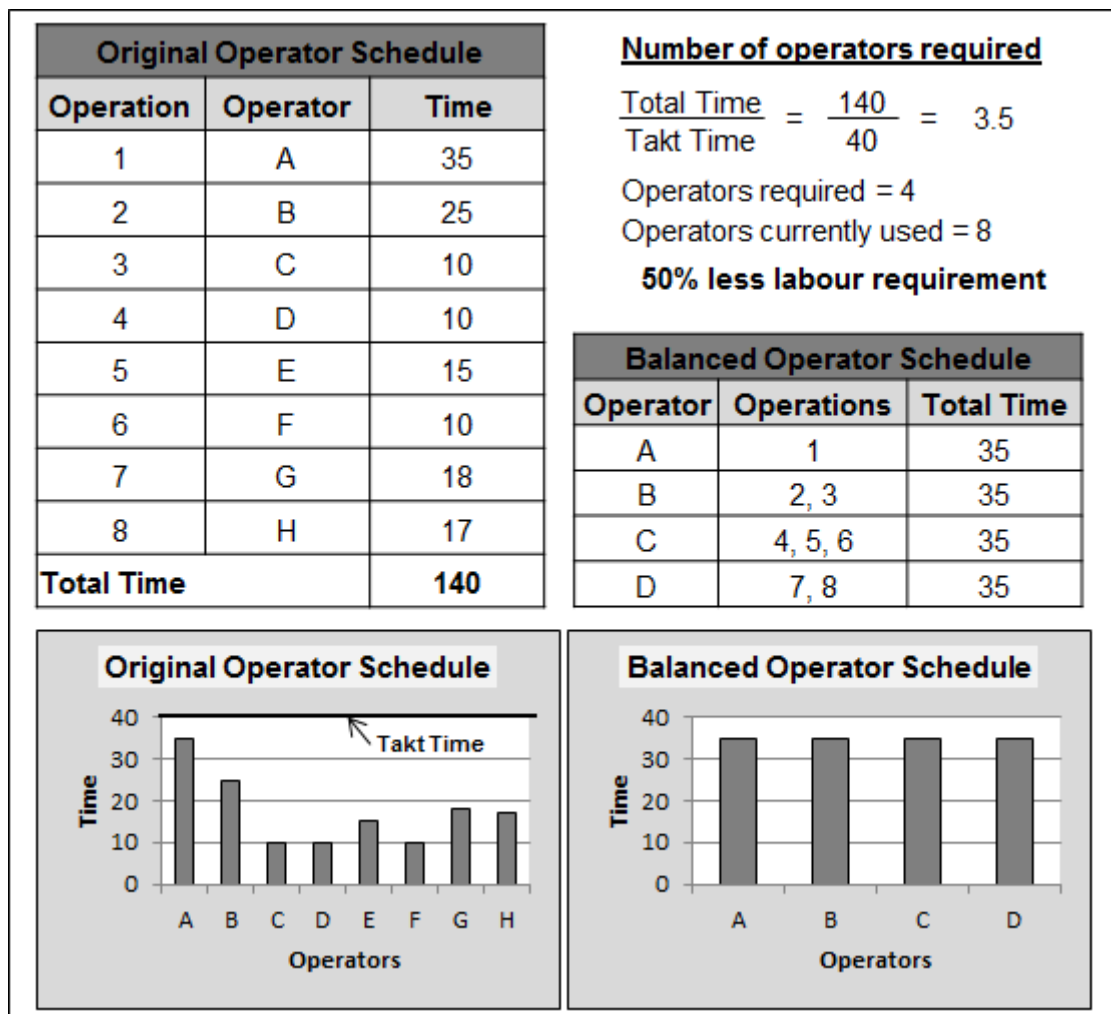 Original Operator Schedule
Operation Operator Time
1 A 35
2 B 25
3 C 10
4 D 10
5 E 15
6 F 10
7 G 18
8 H 17
Total Time 140
Number of operators required
Total Time = 140 = 3.5
Takt Time 40
Operators required = 4
Operators currently used = 8
50% less labour requirement
Balanced Operator Schedule
Operator Operations Total Time
A 1 35
B 2, 3 35
C 4, 5, 6 35
D 7, 8 35
Original Operator Schedule
40
30
20
10
0
Time
Takt Time
A B C D E F G H
Operators
Balanced Operator Schedule
40
30
20
10
0
Time
A B C D
Operators